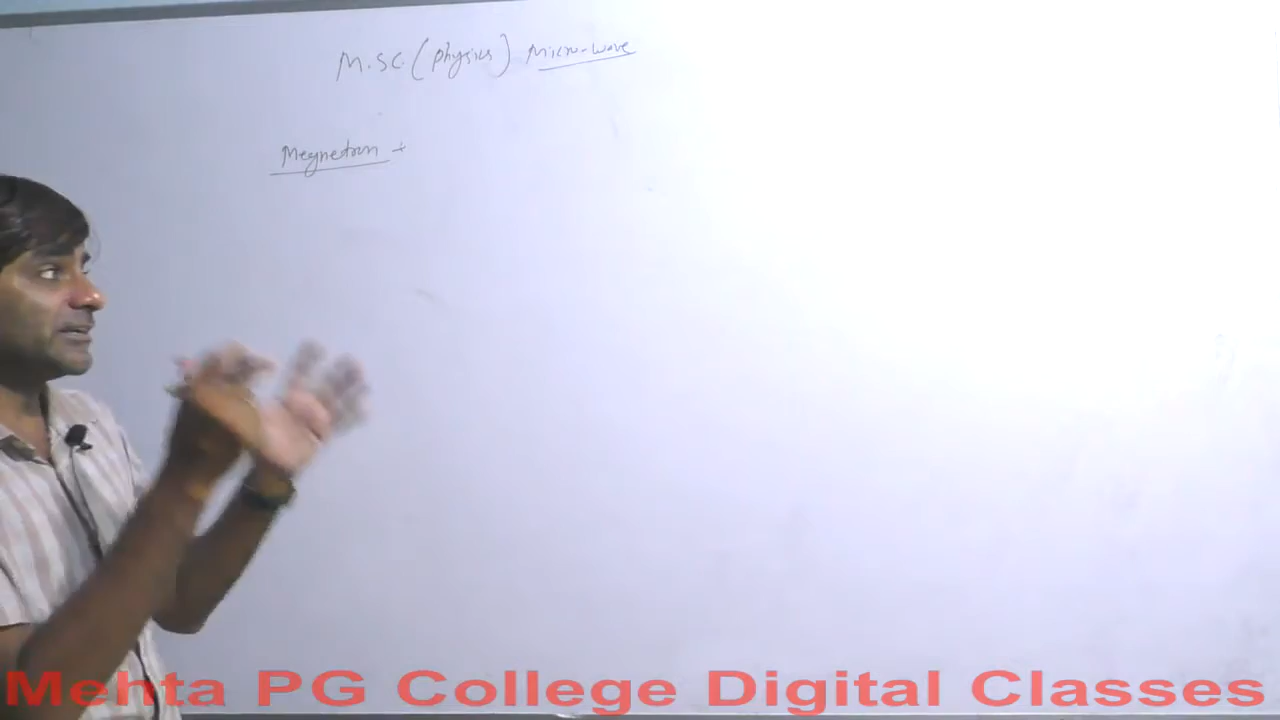 M.SC. (physics) Micro-wave
Megnetron →
Mehta PG College Digital Classes